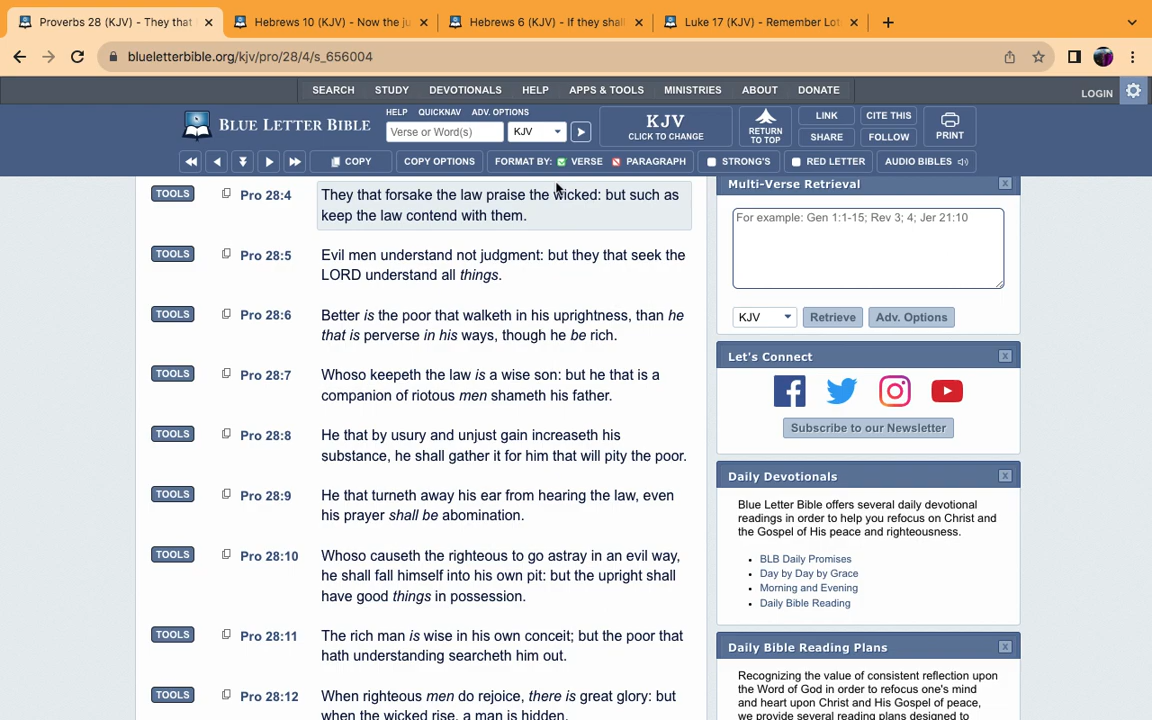 Proverbs 28 (KJV) - They that
Hebrews 10 (KJV) - Now the ju
Hebrews 6 (KJV) - If they shall
Luke 17 (KJV) - Remember Lot
blueletterbible.org/kjv/pro/28/4/s_656004
SEARCH STUDY DEVOTIONALS HELP APPS & TOOLS MINISTRIES ABOUT DONATE LOGIN
BLUE LETTER BIBLE
HELP QUICKNAV ADV. OPTIONS
Verse or Word(s) KJV
KJV
CLICK TO CHANGE
RETURN
TO TOP
LINK CITE THIS
SHARE FOLLOW
PRINT
COPY COPY OPTIONS FORMAT BY: VERSE PARAGRAPH STRONG'S RED LETTER AUDIO BIBLES
TOOLS Pro 28:4 They that forsake the law praise the wicked: but such as
keep the law contend with them.
TOOLS Pro 28:5 Evil men understand not judgment: but they that seek the
LORD understand all things.
TOOLS Pro 28:6 Better is the poor that walketh in his uprightness, than he
that is perverse in his ways, though he be rich.
TOOLS Pro 28:7 Whoso keepeth the law is a wise son: but he that is a
companion of riotous men shameth his father.
TOOLS Pro 28:8 He that by usury and unjust gain increaseth his
substance, he shall gather it for him that will pity the poor.
TOOLS Pro 28:9 He that turneth away his ear from hearing the law, even
his prayer shall be abomination.
TOOLS Pro 28:10 Whoso causeth the righteous to go astray in an evil way,
he shall fall himself into his own pit: but the upright shall
have good things in possession.
TOOLS Pro 28:11 The rich man is wise in his own conceit; but the poor that
hath understanding searcheth him out.
TOOLS Pro 28:12 When righteous men do rejoice, there is great glory: but
when the wicked rise, a man is hidden.
Multi-Verse Retrieval
For example: Gen 1:1-15; Rev 3; 4; Jer 21:10
KJV Retrieve Adv. Options
Let's Connect
Subscribe to our Newsletter
Daily Devotionals
Blue Letter Bible offers several daily devotional
readings in order to help you refocus on Christ and
the Gospel of His peace and righteousness.
BLB Daily Promises
Day by Day by Grace
Morning and Evening
Daily Bible Reading
Daily Bible Reading Plans
Recognizing the value of consistent reflection upon
the Word of God in order to refocus one's mind
and heart upon Christ and His Gospel of peace,
we provide several reading plans designed to